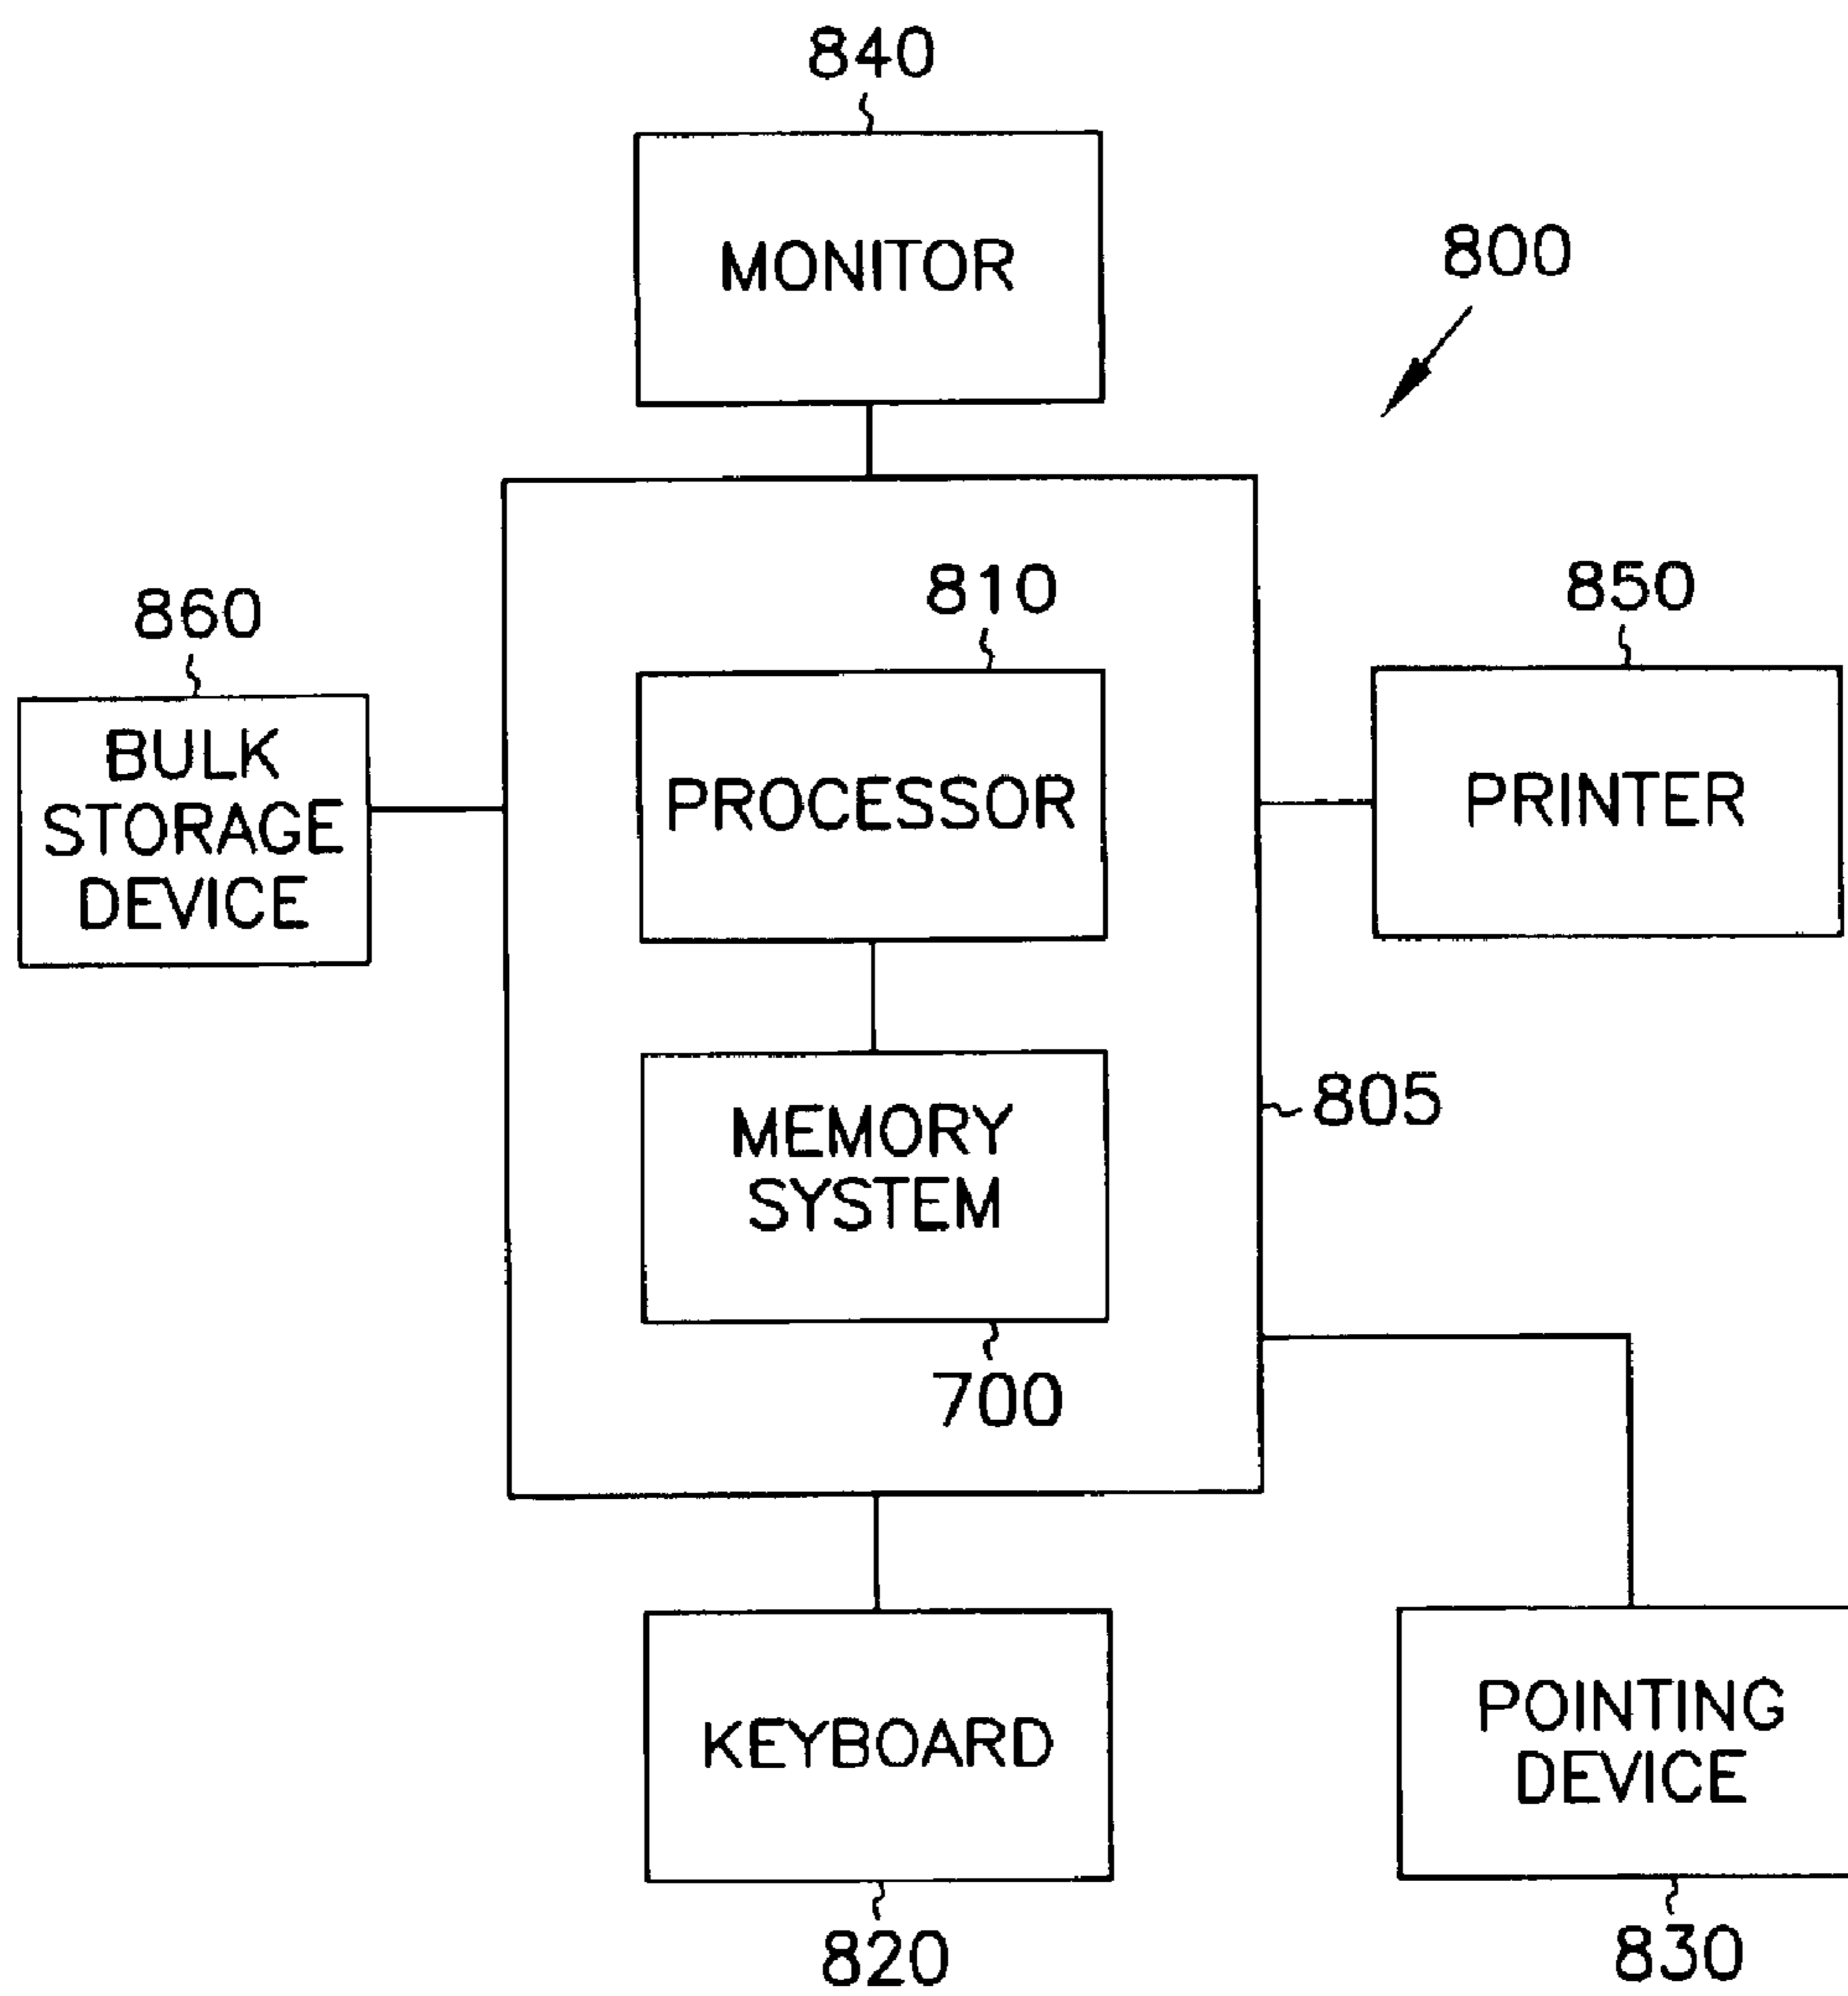 840
MONITOR
800
810
860
850
BULK
STORAGE
DEVICE
PROCESSOR
PRINTER
805
MEMORY
SYSTEM
700
KEYBOARD
POINTING
DEVICE
820
830